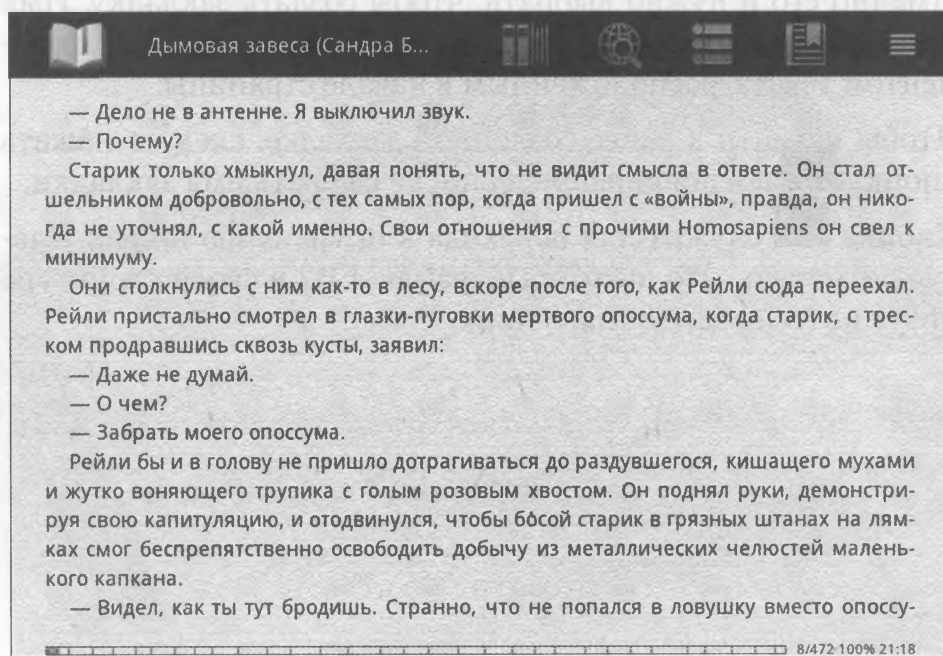 Дымовая завеса (Сандра Б...
— Дело не в антенне. Я выключил звук.
— Почему?
Старик только хмыкнул, давая понять, что не видит смысла в ответе. Он стал от-
шельником добровольно, с тех самых пор, когда пришел с «войны», правда, он нико-
гда не уточнял, с какой именно. Свои отношения с прочими Homosapiens он свел к
минимуму.
Они столкнулись с ним как-то в лесу, вскоре после того, как Рейли сюда переехал.
Рейли пристально смотрел в глазки-пуговки мертвого опоссума, когда старик, с трес-
ком продравшись сквозь кусты, заявил:
— Даже не думай.
— О чем?
— Забрать моего опоссума.
Рейли бы и в голову не пришло дотрагиваться до раздувшегося, кишащего мухами
и жутко воняющего трупика с голым розовым хвостом. Он поднял руки, демонстри-
руя свою капитуляцию, и отодвинулся, чтобы бо́сой старик в грязных штанах на лям-
ках смог беспрепятственно освободить добычу из металлических челюстей малень-
кого капкана.
— Видел, как ты тут бродишь. Странно, что не попался в ловушку вместо опоссу-
8/472 100% 21:18